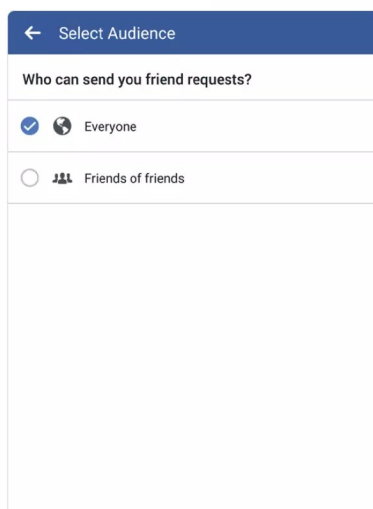 Select Audience
Who can send you friend requests?
Everyone
Friends of friends